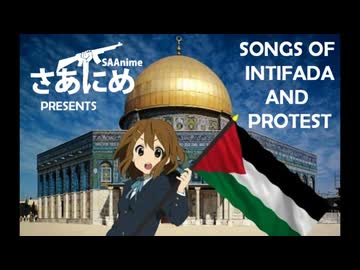 SAAnime
さあにめ
PRESENTS
SONGS OF
INTIFADA
AND
PROTEST